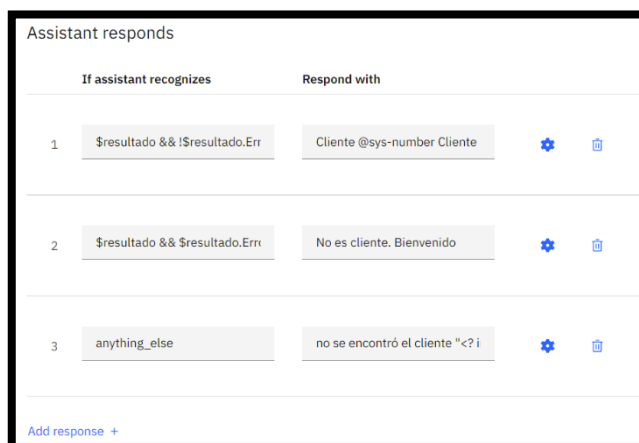 Assistant responds
If assistant recognizes Respond with
1 $resultado && !$resultado.Err Cliente @sys-number Cliente
2 $resultado && $resultado.Erro No es cliente. Bienvenido
3 anything_else no se encontró el cliente "<? i
Add response +